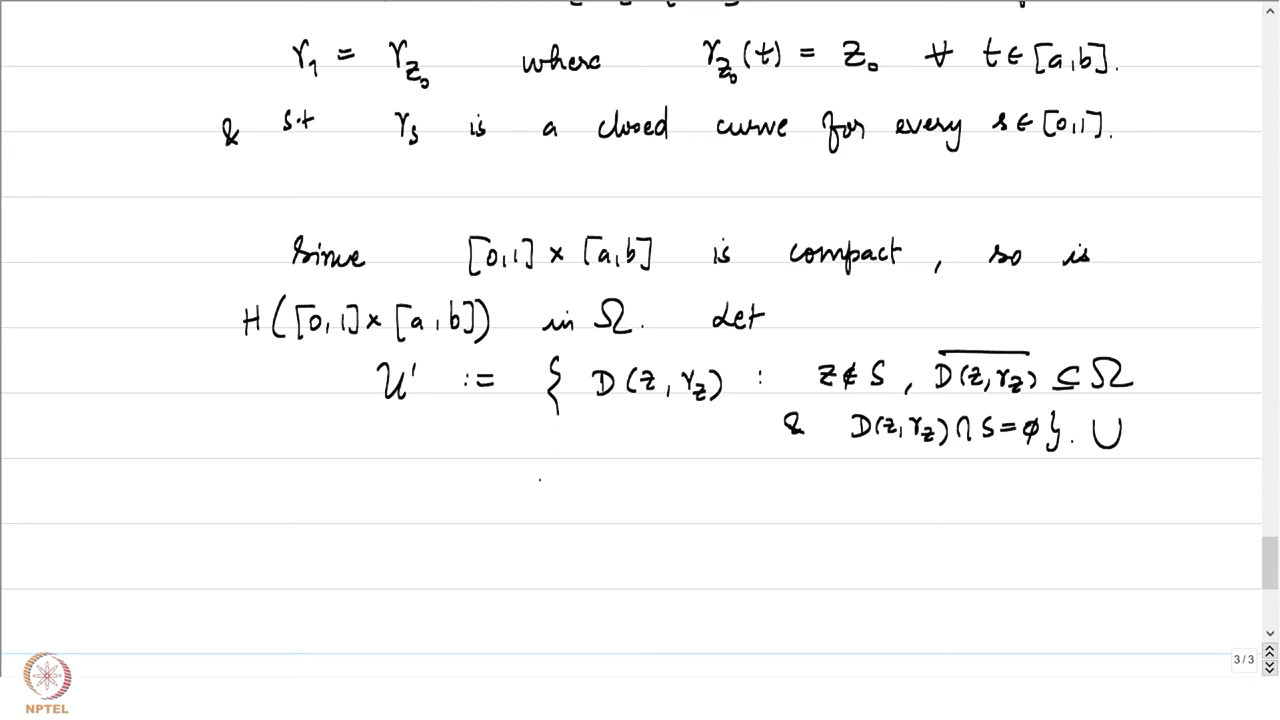 γ₁ = γ_{z₀} where γ_{z₀}(t) = z₀ ∀ t ∈ [a,b].
& s.t γ_s is a closed curve for every s ∈ [0,1].
Since [0,1] × [a,b] is compact, so is
H([0,1] × [a,b]) in Ω. Let
𝒰' := { D(z, r_z) : z ∉ S, \overline{D(z, r_z)} ⊆ Ω
& D(z, r_z) ∩ S = φ}. ∪
3 / 3
NPTEL